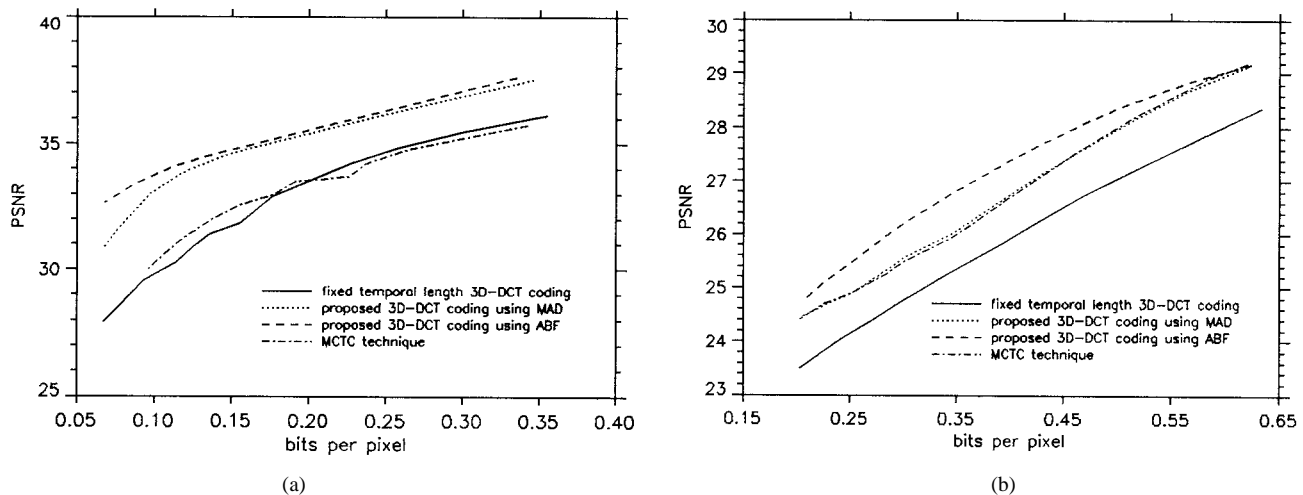 40
35
30
25
PSNR
fixed temporal length 3D-DCT coding
proposed 3D-DCT coding using MAD
proposed 3D-DCT coding using ABF
MCTC technique
0.05 0.10 0.15 0.20 0.25 0.30 0.35 0.40
bits per pixel
(a)
30
29
28
27
26
25
24
23
PSNR
fixed temporal length 3D-DCT coding
proposed 3D-DCT coding using MAD
proposed 3D-DCT coding using ABF
MCTC technique
0.15 0.25 0.35 0.45 0.55 0.65
bits per pixel
(b)